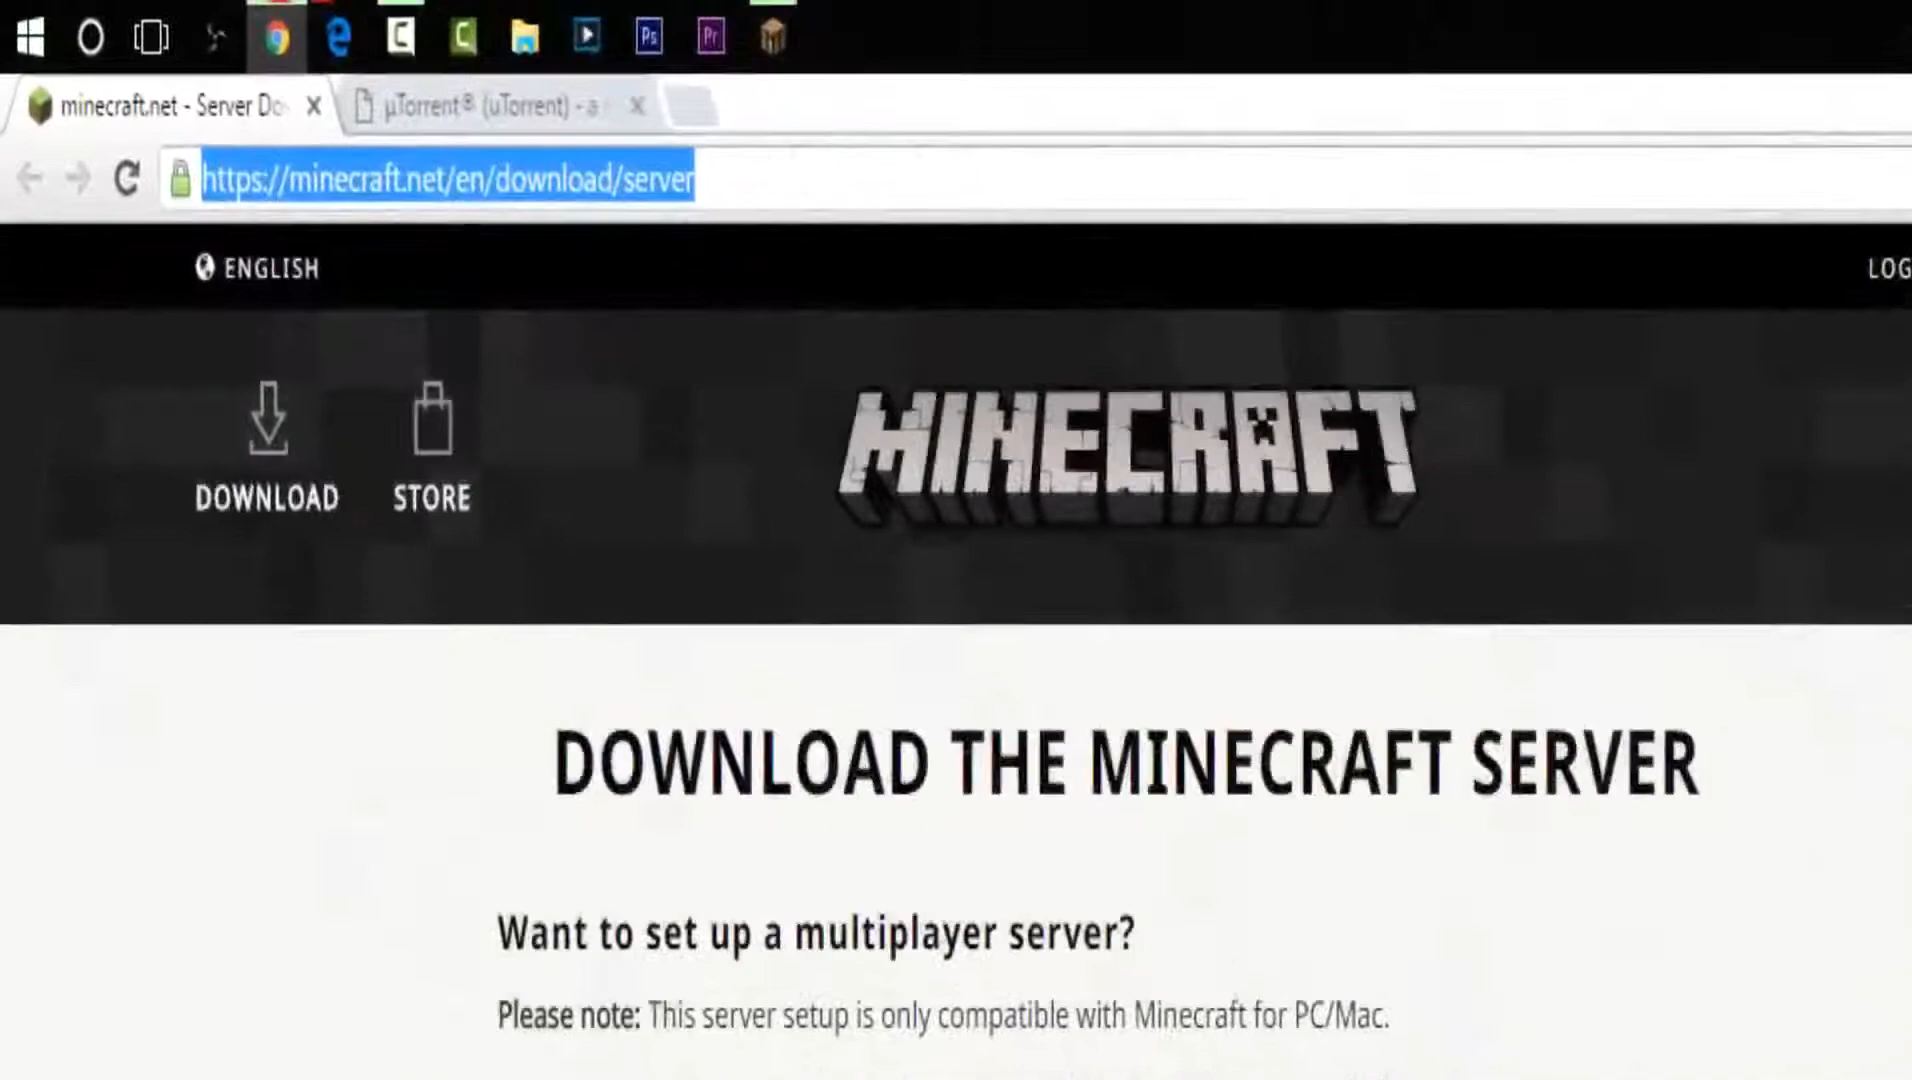 Ps
Pr
minecraft.net - Server Do
µTorrent® (uTorrent) - a
https://minecraft.net/en/download/server
ENGLISH
LOG
DOWNLOAD
STORE
MINECRAFT
DOWNLOAD THE MINECRAFT SERVER
Want to set up a multiplayer server?
Please note: This server setup is only compatible with Minecraft for PC/Mac.